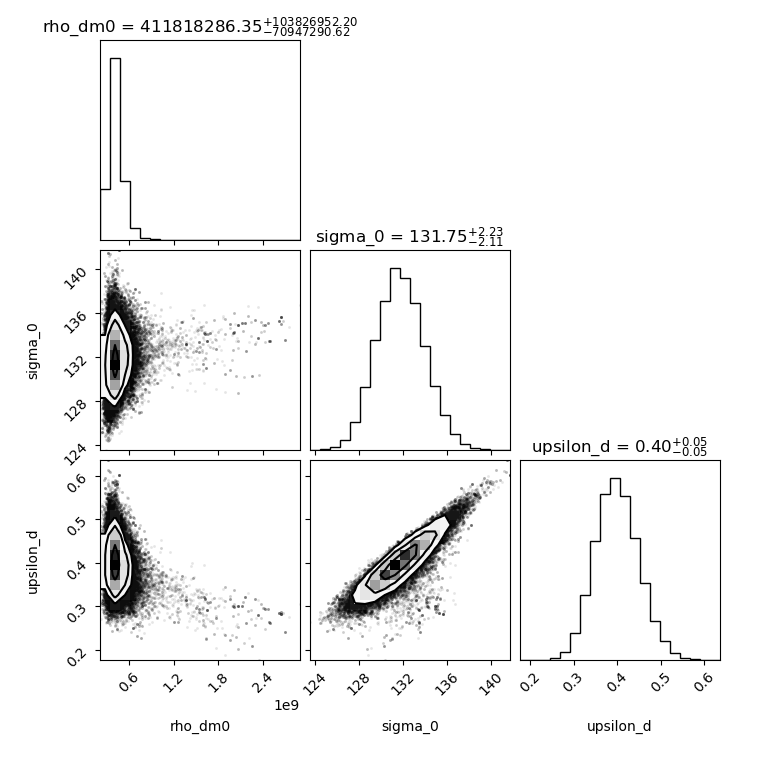 rho_dm0 = 411818286.35+103826952.20−70947290.62
sigma_0 = 131.75+2.23−2.11
140
136
132
128
124
sigma_0
upsilon_d = 0.40+0.05−0.05
0.6
0.5
0.4
0.3
0.2
upsilon_d
0.6 1.2 1.8 2.4 124 128 132 136 140 0.2 0.3 0.4 0.5 0.6
1e9
rho_dm0 sigma_0 upsilon_d